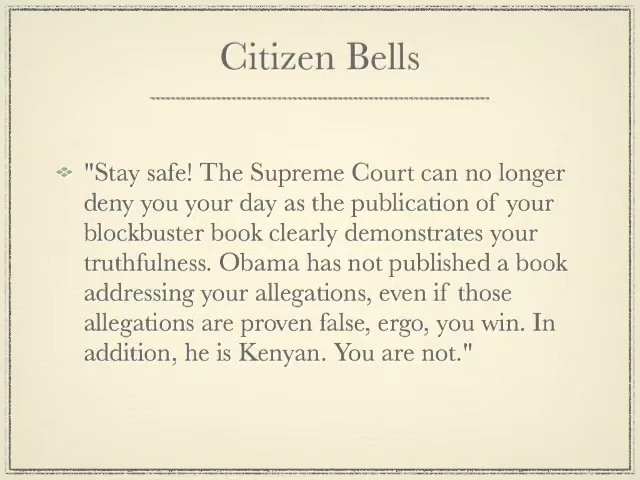 Citizen Bells
"Stay safe! The Supreme Court can no longer
deny you your day as the publication of your
blockbuster book clearly demonstrates your
truthfulness. Obama has not published a book
addressing your allegations, even if those
allegations are proven false, ergo, you win. In
addition, he is Kenyan. You are not."